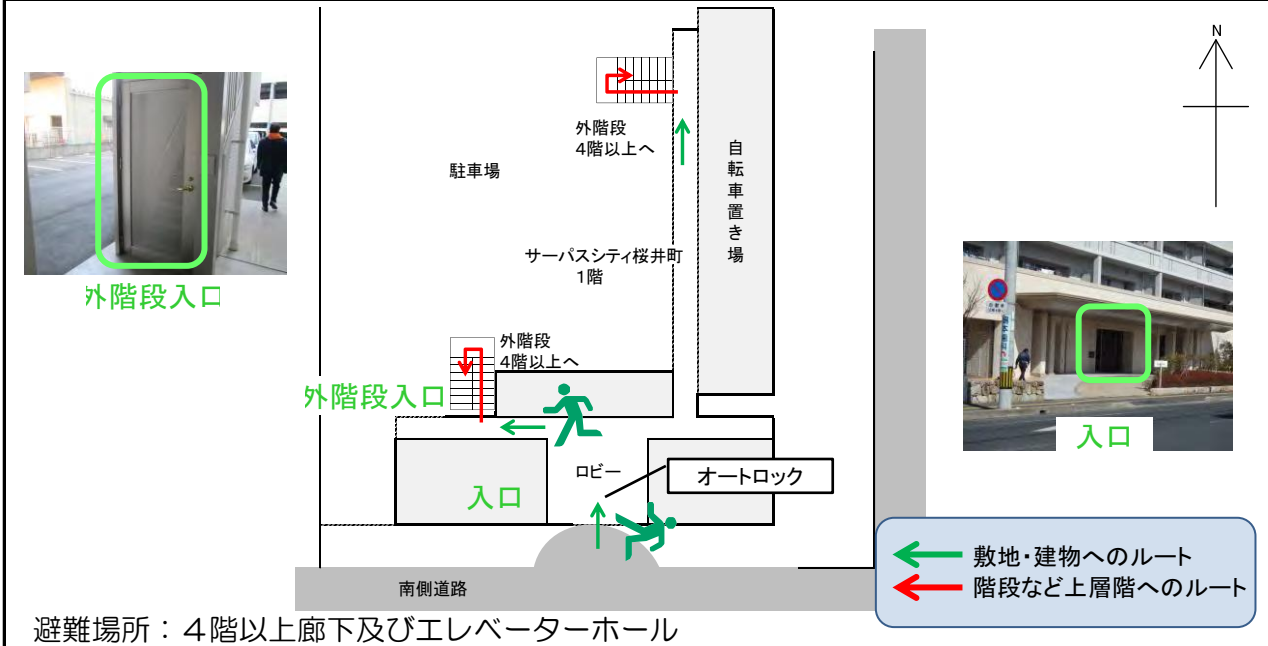 N
外階段
4階以上へ
駐車場
自転車置き場
サーパスシティ桜井町
1階
外階段入口
外階段
4階以上へ
外階段入口
入口
ロビー
オートロック
入口
南側道路
敷地・建物へのルート
階段など上層階へのルート
避難場所：４階以上廊下及びエレベーターホール